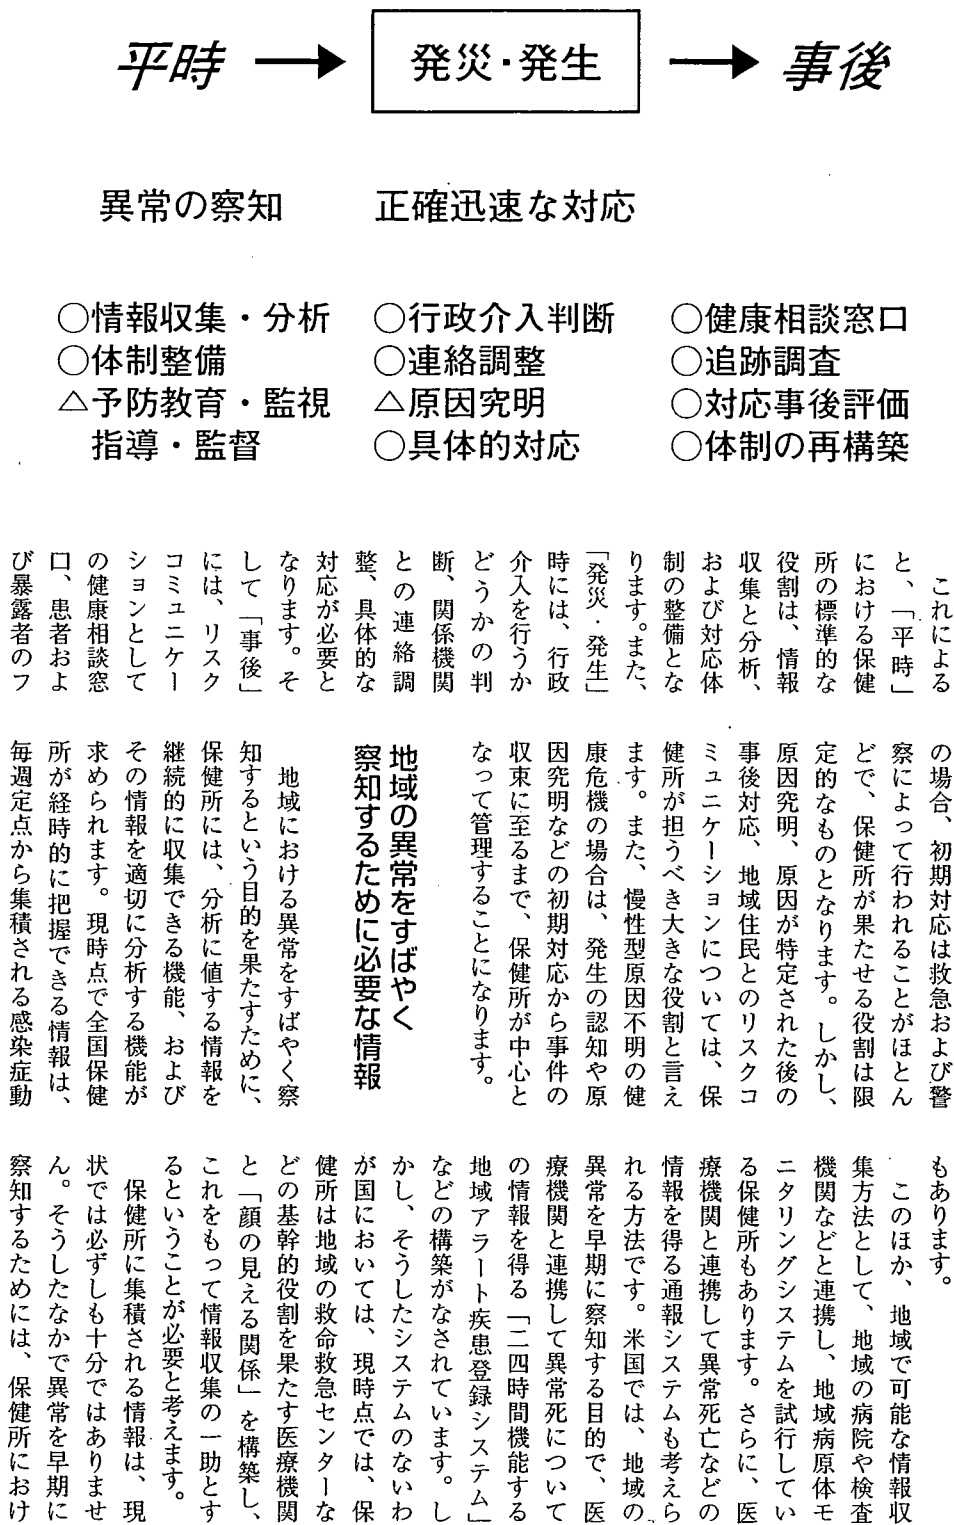 平時 → 発災・発生 → 事後
異常の察知
正確迅速な対応
○情報収集・分析
○体制整備
△予防教育・監視
指導・監督
○行政介入判断
○連絡調整
△原因究明
○具体的対応
○健康相談窓口
○追跡調査
○対応事後評価
○体制の再構築
これによる
と、「平時」
における保健
所の標準的な
役割は、情報
収集と分析、
および対応体
制の整備とな
ります。また、
「発災・発生」
時には、行政
介入を行うか
どうかの判
断、関係機関
との連絡調
整、具体的な
対応が必要と
なります。そ
して「事後」
には、リスク
コミュニケー
ションとして
の健康相談窓
口、患者およ
び暴露者のフ
の場合、初期対応は救急および警
察によって行われることがほとん
どで、保健所が果たせる役割は限
定的なものとなります。しかし、
原因究明、原因が特定された後の
事後対応、地域住民とのリスクコ
ミュニケーションについては、保
健所が担うべき大きな役割と言え
ます。また、慢性型原因不明の健
康危機の場合は、発生の認知や原
因究明などの初期対応から事件の
収束に至るまで、保健所が中心と
なって管理することになります。
地域の異常をすばやく
察知するために必要な情報
地域における異常をすばやく察
知するという目的を果たすために、
保健所には、分析に値する情報を
継続的に収集できる機能、および
その情報を適切に分析する機能が
求められます。現時点で全国保健
所が経時的に把握できる情報は、
毎週定点から集積される感染症動
もあります。
このほか、地域で可能な情報収
集方法として、地域の病院や検査
機関などと連携し、地域病原体モ
ニタリングシステムを試行してい
る保健所もあります。さらに、医
療機関と連携して異常死亡などの
情報を得る通報システムも考えら
れる方法です。米国では、地域の
異常を早期に察知する目的で、医
療機関と連携して異常死について
の情報を得る「二四時間機能する
地域アラート疾患登録システム」
などの構築がなされています。し
かし、そうしたシステムのないわ
が国においては、現時点では、保
健所は地域の救命救急センターな
どの基幹的役割を果たす医療機関
と「顔の見える関係」を構築し、
これをもって情報収集の一助とす
るということが必要と考えます。
保健所に集積される情報は、現
状では必ずしも十分ではありませ
ん。そうしたなかで異常を早期に
察知するためには、保健所におけ